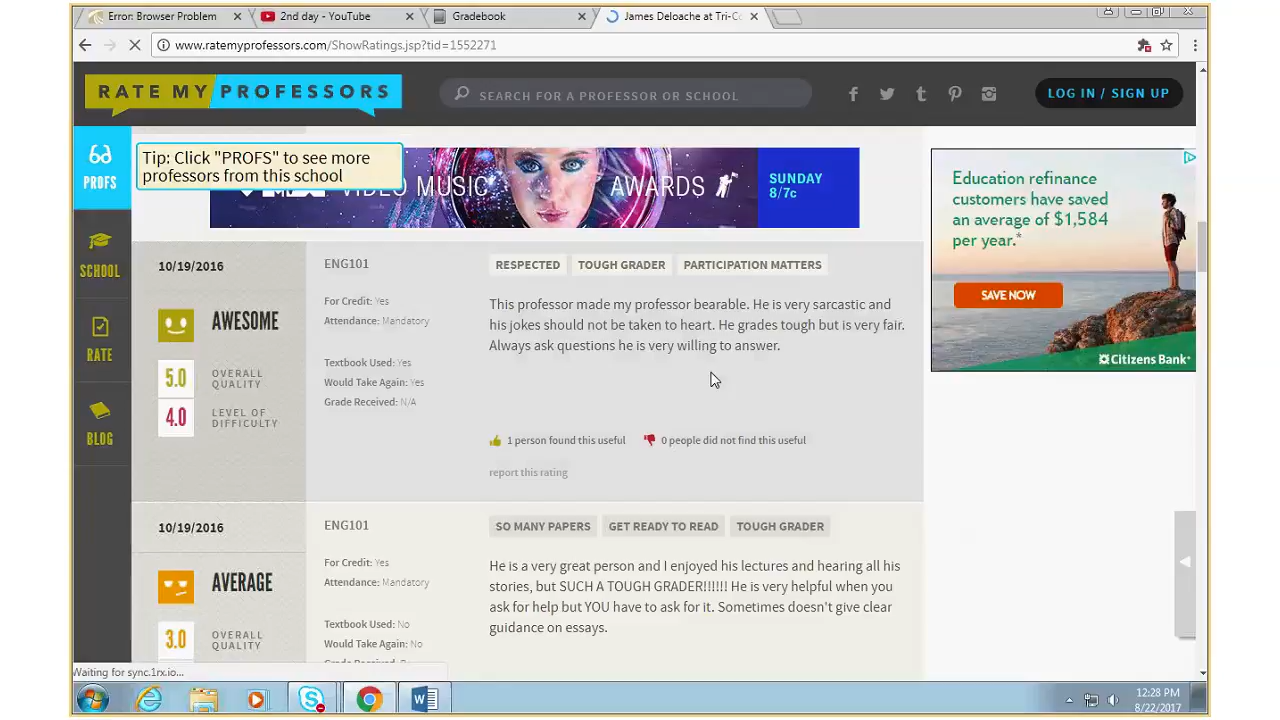 Error: Browser Problem
2nd day - YouTube
Gradebook
James Deloache at Tri-Co
www.ratemyprofessors.com/ShowRatings.jsp?tid=1552271
RATE MY PROFESSORS
SEARCH FOR A PROFESSOR OR SCHOOL
LOG IN / SIGN UP
PROFS
Tip: Click "PROFS" to see more
professors from this school
VIDEO MUSIC AWARDS
SUNDAY
8/7c
Education refinance
customers have saved
an average of $1,584
per year.*
SAVE NOW
Citizens Bank*
SCHOOL
RATE
BLOG
10/19/2016
AWESOME
5.0 OVERALL
QUALITY
4.0 LEVEL OF
DIFFICULTY
ENG101
For Credit: Yes
Attendance: Mandatory
Textbook Used: Yes
Would Take Again: Yes
Grade Received: N/A
RESPECTED TOUGH GRADER PARTICIPATION MATTERS
This professor made my professor bearable. He is very sarcastic and
his jokes should not be taken to heart. He grades tough but is very fair.
Always ask questions he is very willing to answer.
1 person found this useful 0 people did not find this useful
report this rating
10/19/2016
AVERAGE
3.0 OVERALL
QUALITY
ENG101
For Credit: Yes
Attendance: Mandatory
Textbook Used: No
Would Take Again: No
SO MANY PAPERS GET READY TO READ TOUGH GRADER
He is a very great person and I enjoyed his lectures and hearing all his
stories, but SUCH A TOUGH GRADER!!!!!! He is very helpful when you
ask for help but YOU have to ask for it. Sometimes doesn't give clear
guidance on essays.
Waiting for sync.1rx.io...
12:28 PM
8/22/2017